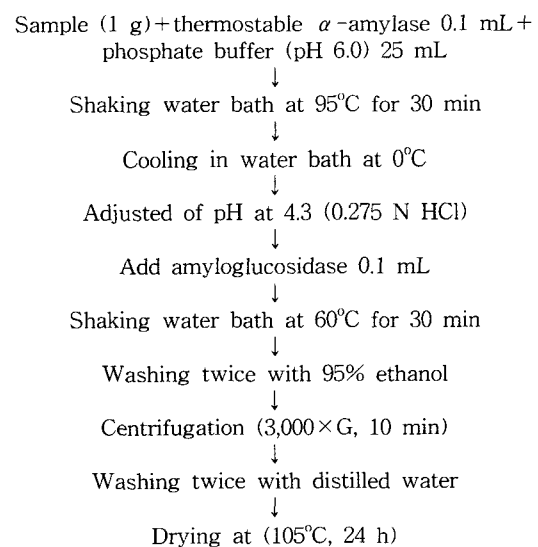 Sample (1 g)+thermostable α-amylase 0.1 mL+
phosphate buffer (pH 6.0) 25 mL
↓
Shaking water bath at 95°C for 30 min
↓
Cooling in water bath at 0°C
↓
Adjusted of pH at 4.3 (0.275 N HCl)
↓
Add amyloglucosidase 0.1 mL
↓
Shaking water bath at 60°C for 30 min
↓
Washing twice with 95% ethanol
↓
Centrifugation (3,000×G, 10 min)
↓
Washing twice with distilled water
↓
Drying at (105°C, 24 h)